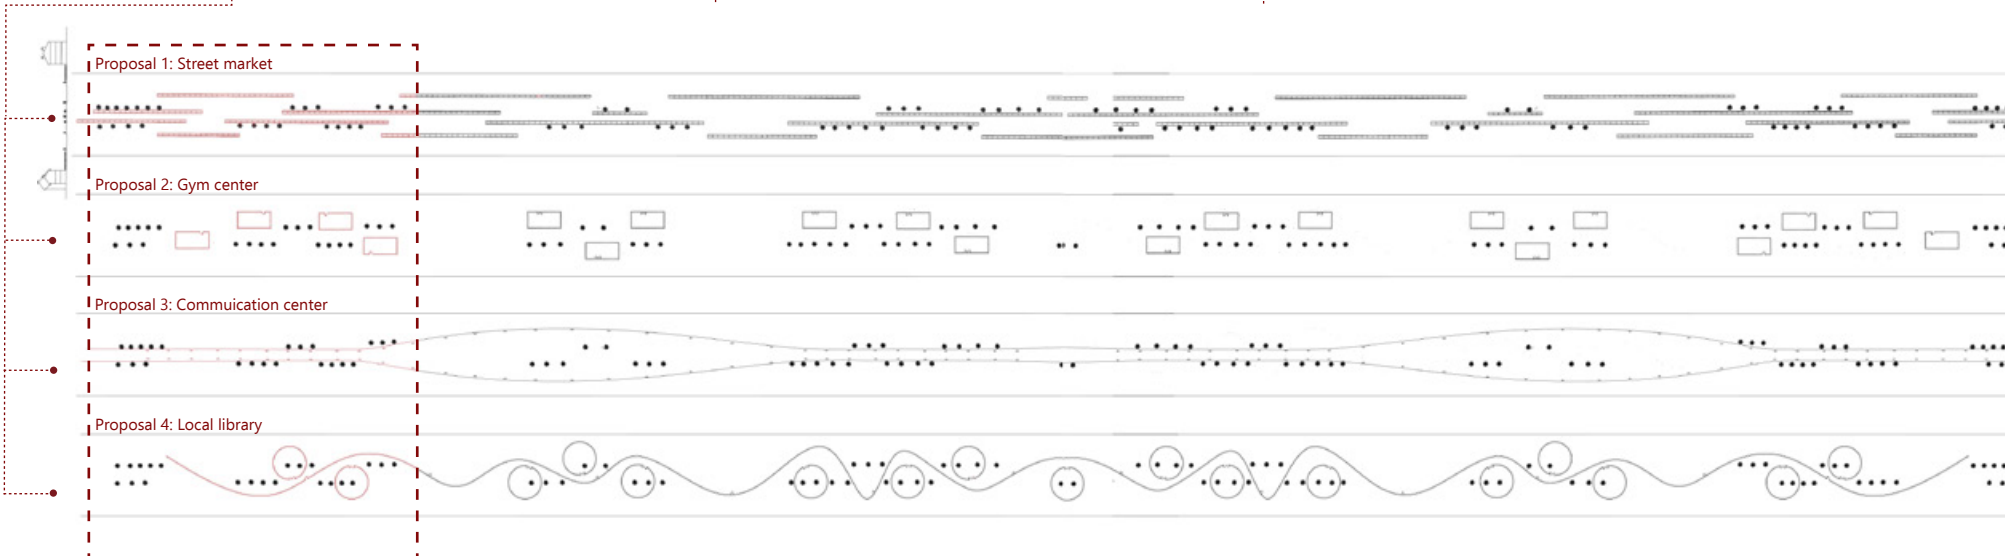 Proposal 1: Street market
Proposal 2: Gym center
Proposal 3: Commuication center
Proposal 4: Local library